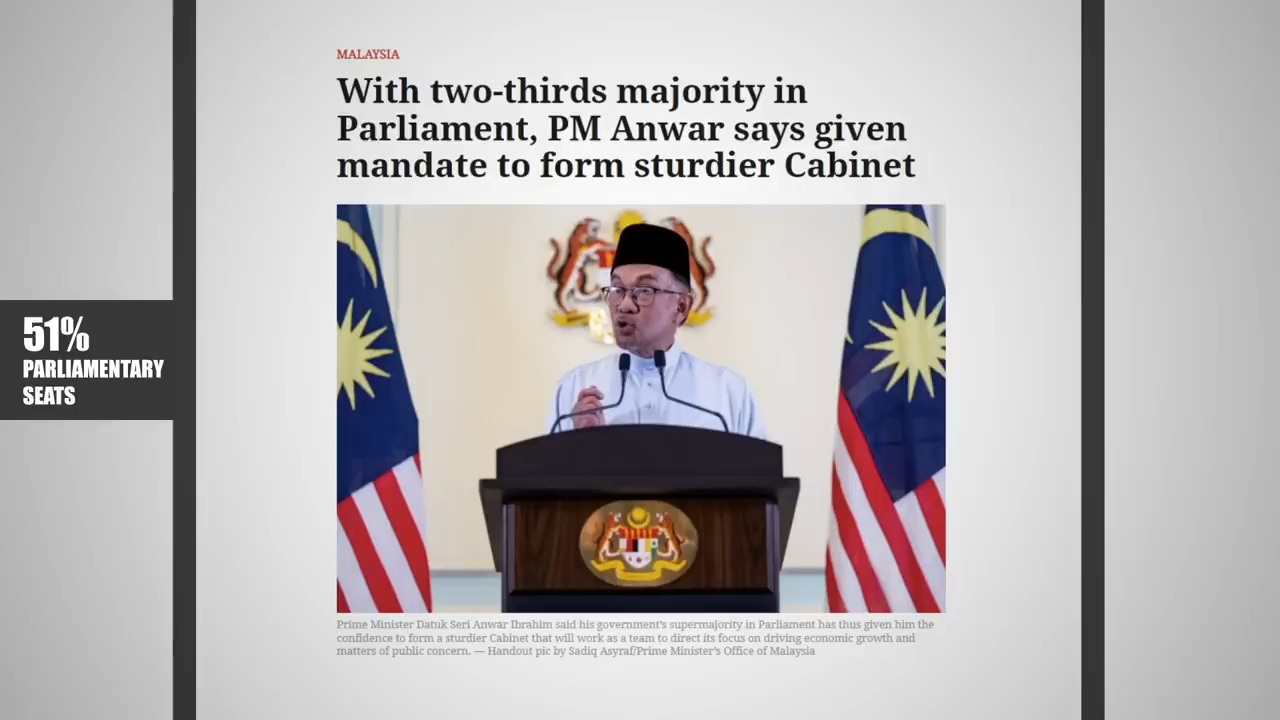 MALAYSIA
With two-thirds majority in
Parliament, PM Anwar says given
mandate to form sturdier Cabinet
51%
PARLIAMENTARY
SEATS
Prime Minister Datuk Seri Anwar Ibrahim said his government's supermajority in Parliament has thus given him the
confidence to form a sturdier Cabinet that will work as a team to direct its focus on driving economic growth and
matters of public concern. — Handout pic by Sadiq Asyraf/Prime Minister's Office of Malaysia